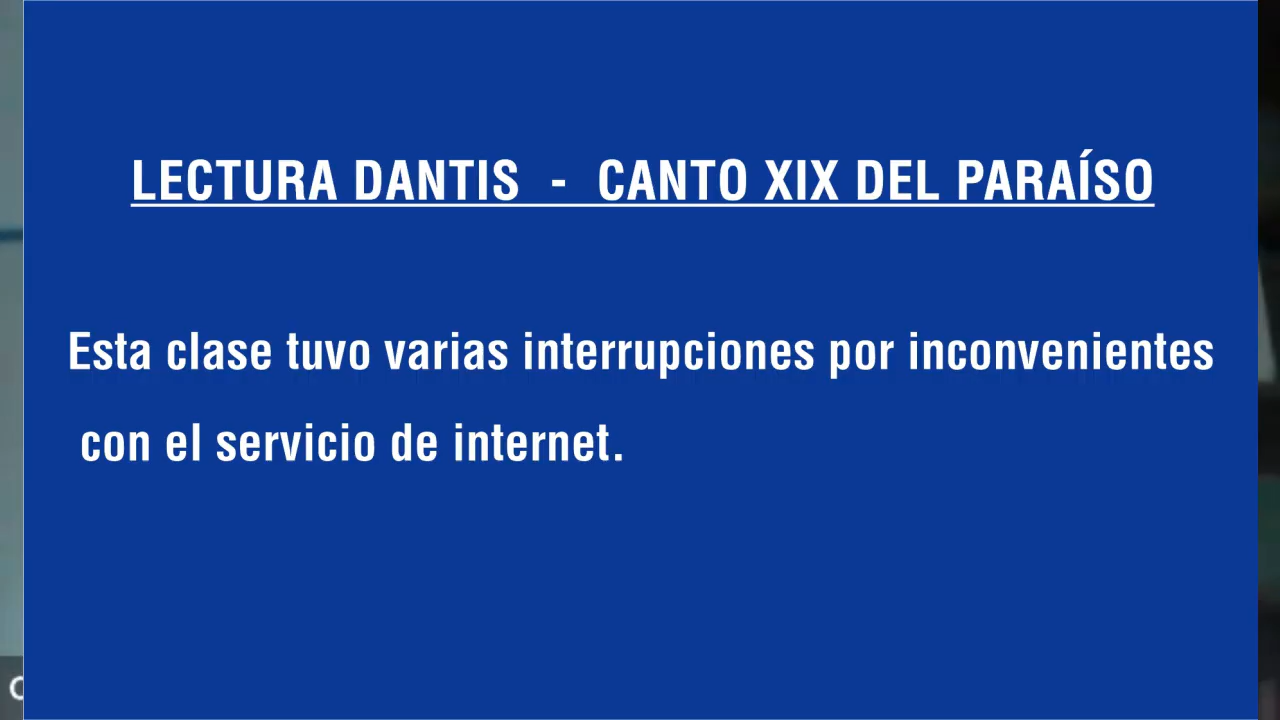 LECTURA DANTIS - CANTO XIX DEL PARAÍSO
Esta clase tuvo varias interrupciones por inconvenientes
con el servicio de internet.